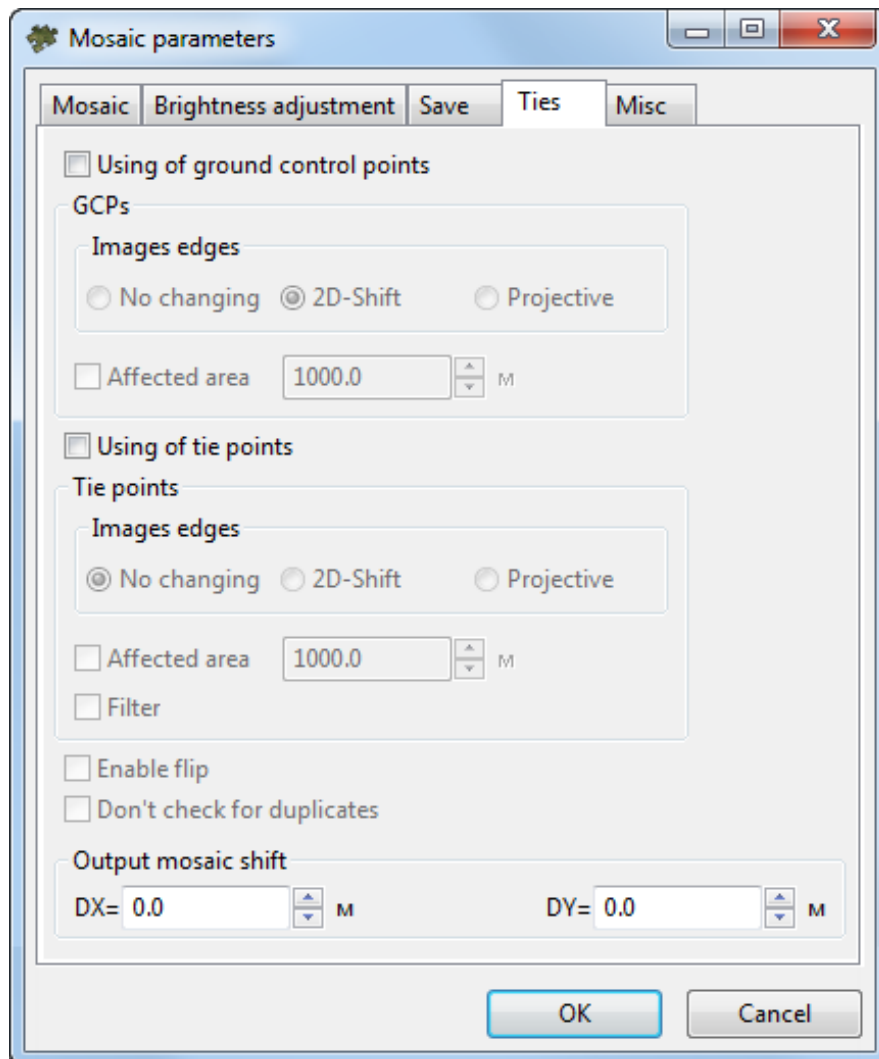 Mosaic parameters
Mosaic Brightness adjustment Save Ties Misc
Using of ground control points
GCPs
Images edges
No changing 2D-Shift Projective
Affected area 1000.0 м
Using of tie points
Tie points
Images edges
No changing 2D-Shift Projective
Affected area 1000.0 м
Filter
Enable flip
Don't check for duplicates
Output mosaic shift
DX= 0.0 м DY= 0.0 м
OK Cancel